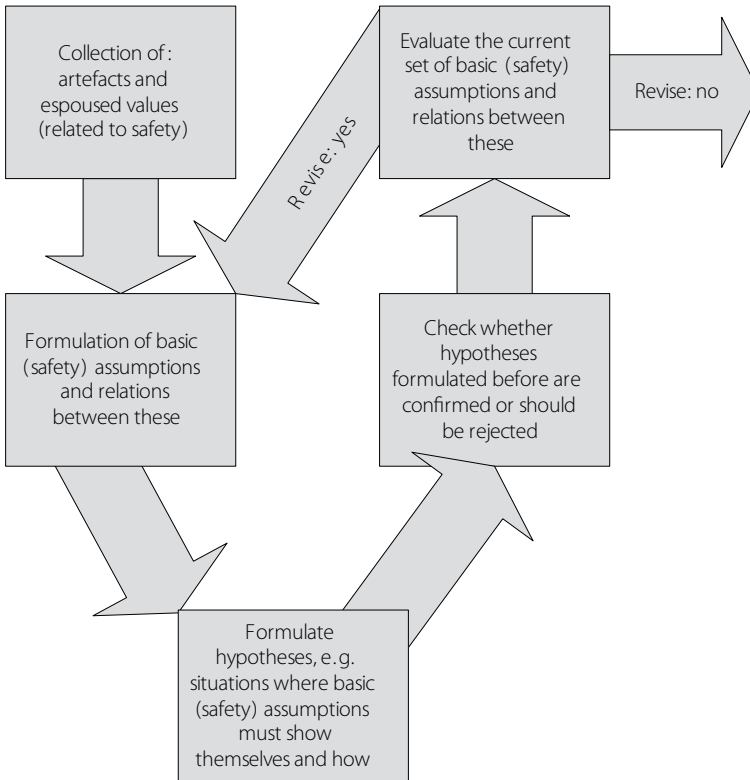 Collection of:
artefacts and
espoused values
(related to safety)
Evaluate the current
set of basic (safety)
assumptions and
relations between
these
Revise: no
Revise: yes
Formulation of basic
(safety) assumptions
and relations
between these
Check whether
hypotheses
formulated before are
confirmed or should
be rejected
Formulate
hypotheses, e.g.
situations where basic
(safety) assumptions
must show
themselves and how